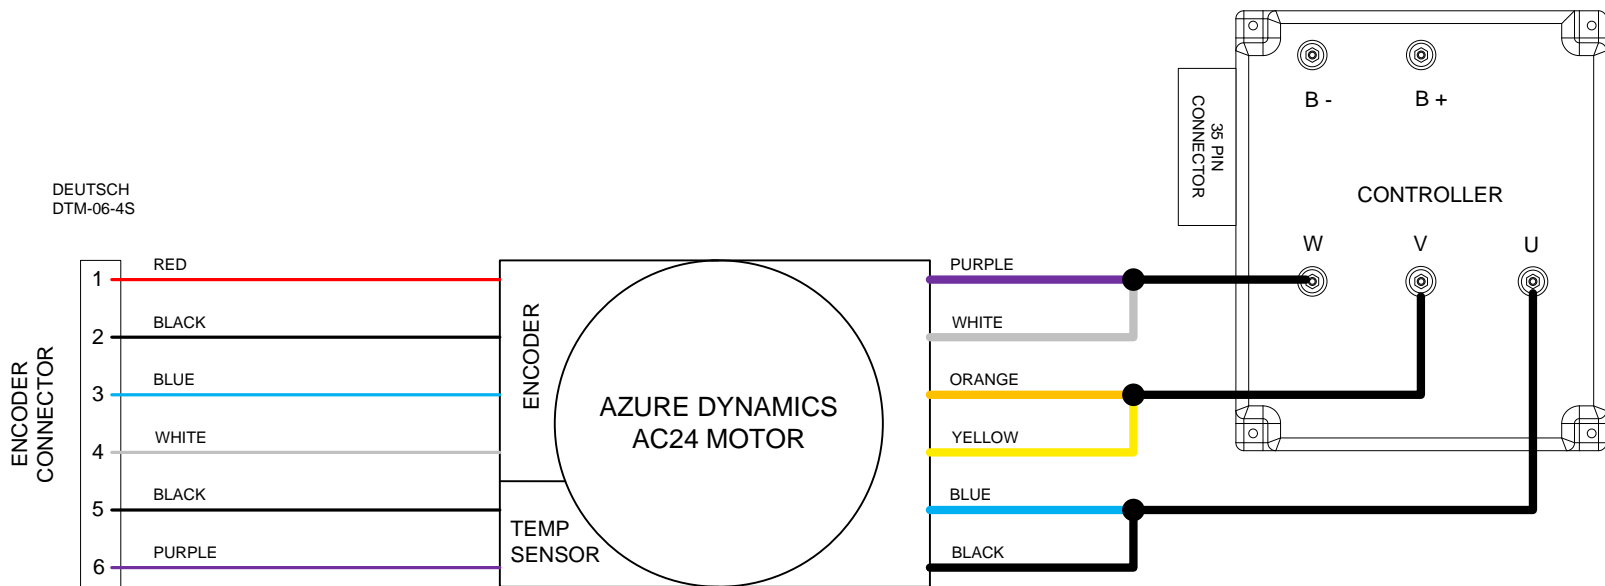 B -
B +
35 PIN
CONNECTOR
CONTROLLER
DEUTSCH
DTM-06-4S
W
V
U
ENCODER
CONNECTOR
1
RED
2
BLACK
3
BLUE
4
WHITE
5
BLACK
6
PURPLE
ENCODER
TEMP
SENSOR
AZURE DYNAMICS
AC24 MOTOR
PURPLE
WHITE
ORANGE
YELLOW
BLUE
BLACK